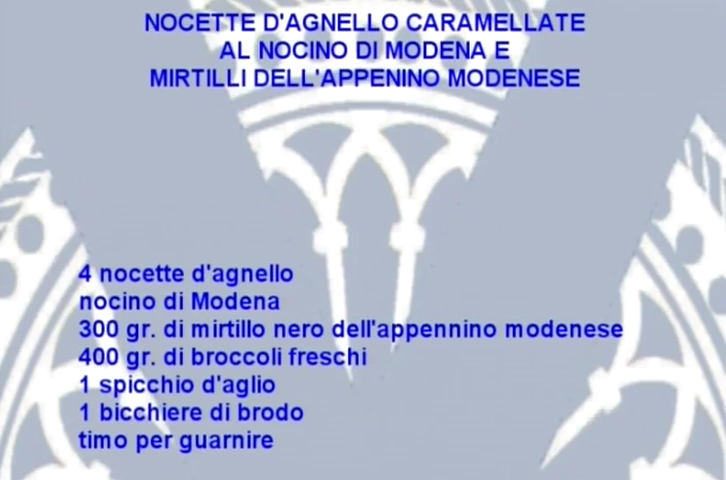 NOCETTE D'AGNELLO CARAMELLATE
AL NOCINO DI MODENA E
MIRTILLI DELL'APPENINO MODENESE
4 nocette d'agnello
nocino di Modena
300 gr. di mirtillo nero dell'appennino modenese
400 gr. di broccoli freschi
1 spicchio d'aglio
1 bicchiere di brodo
timo per guarnire